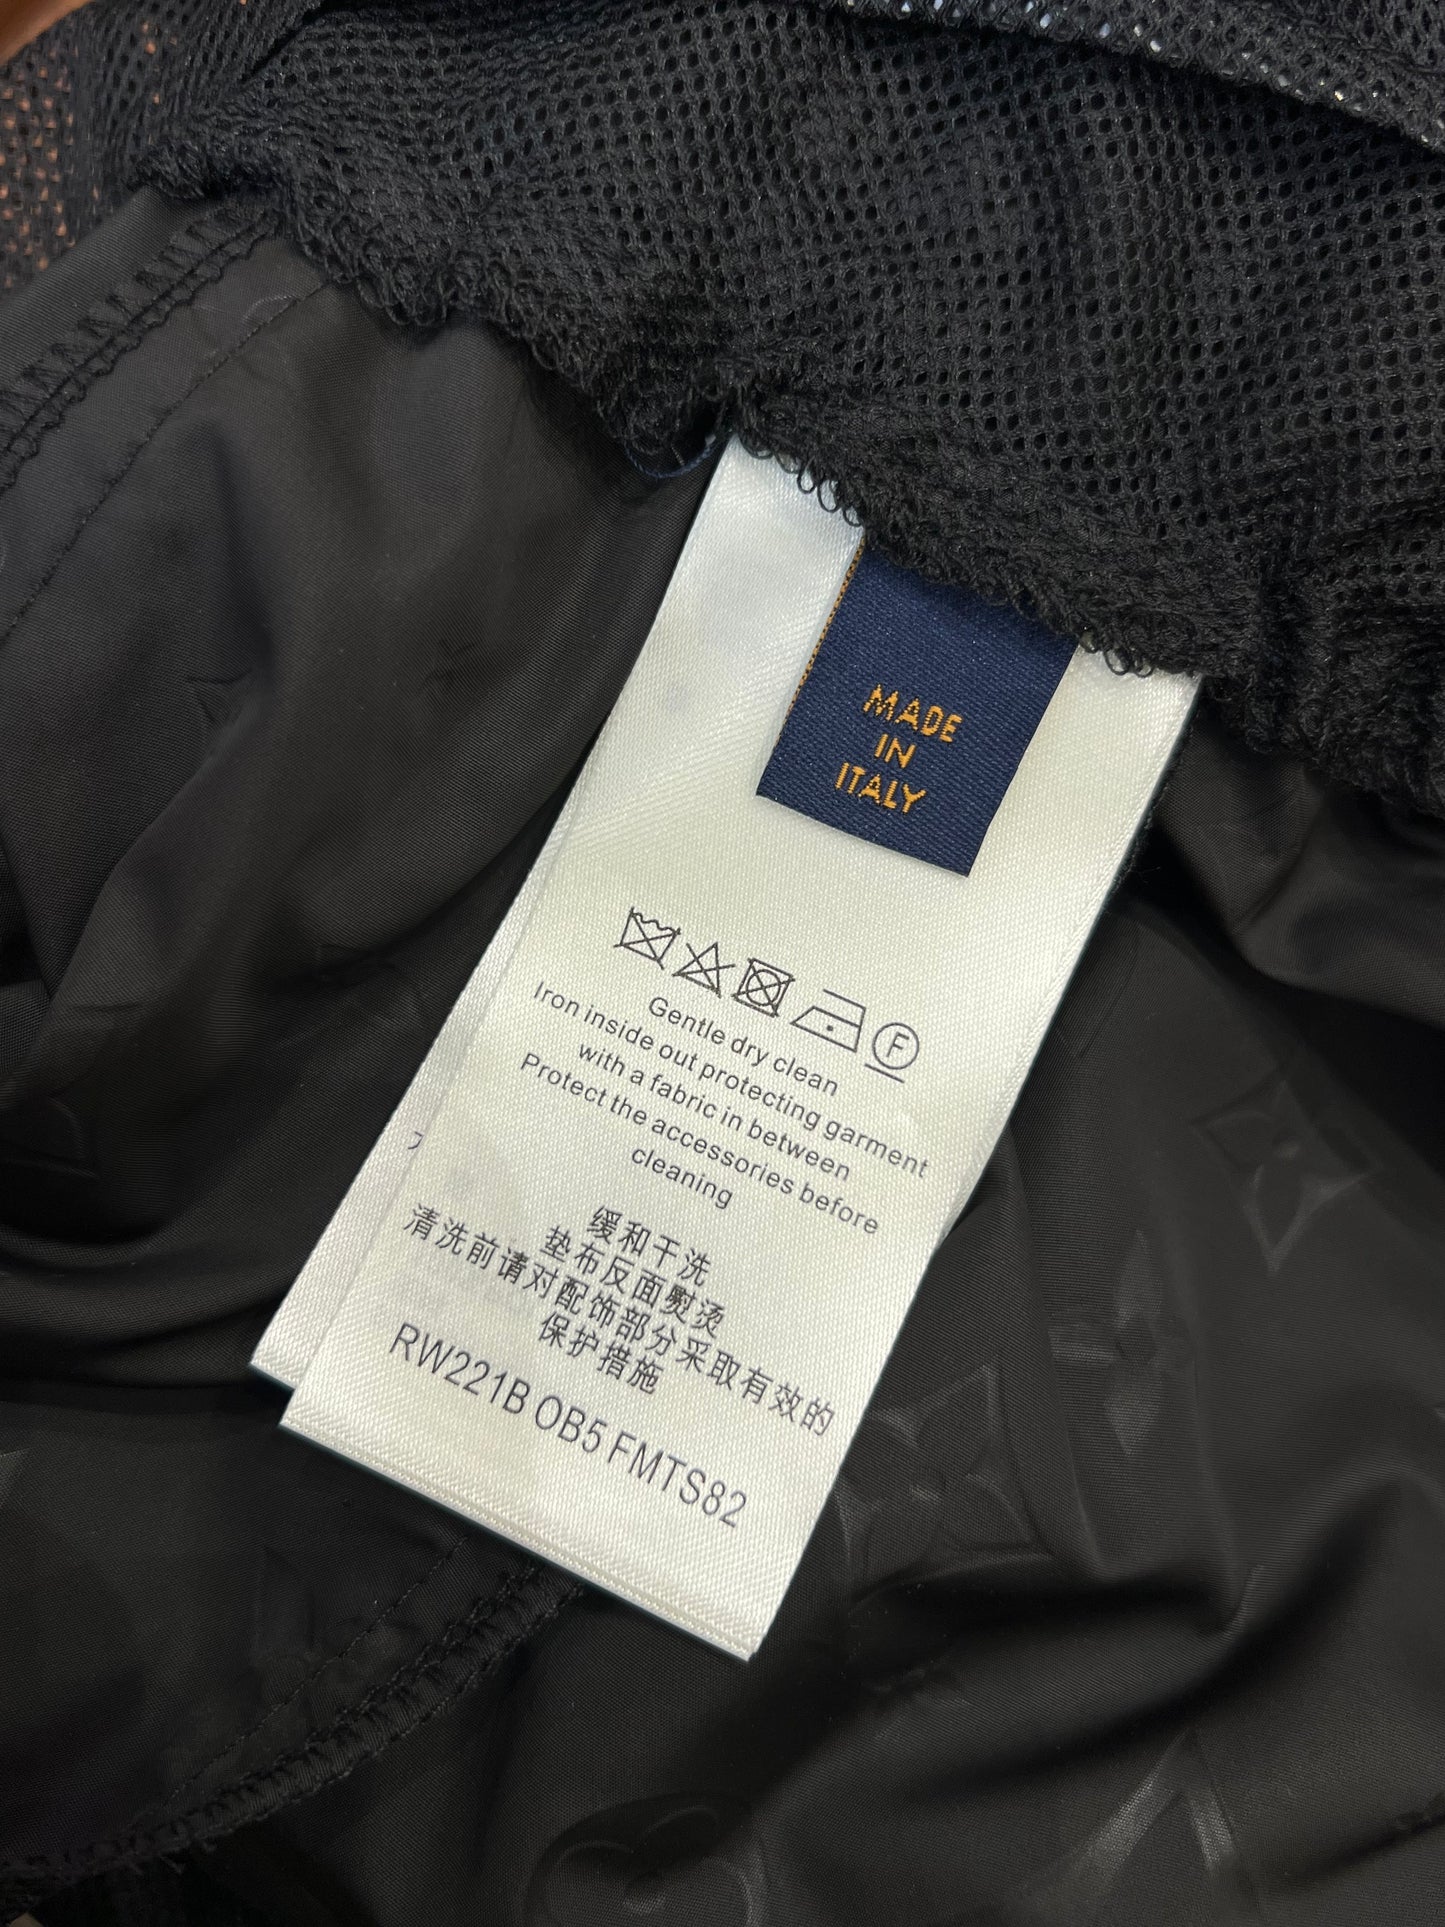 MADE
IN
ITALY
F
Gentle dry clean
Iron inside out protecting garment
with a fabric in between
Protect the accessories before
cleaning
缓和干洗
垫布反面熨烫
清洗前请对配饰部分采取有效的
保护措施
RW221B OB5 FMTS82